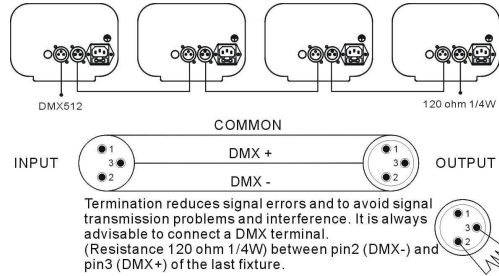 DMX512
120 ohm 1/4W
COMMON
INPUT
1
DMX +
3
2
DMX -
1
3
2
OUTPUT
Termination reduces signal errors and to avoid signal
transmission problems and interference. It is always
advisable to connect a DMX terminal.
(Resistance 120 ohm 1/4W) between pin2 (DMX-) and
pin3 (DMX+) of the last fixture.
1
3
2